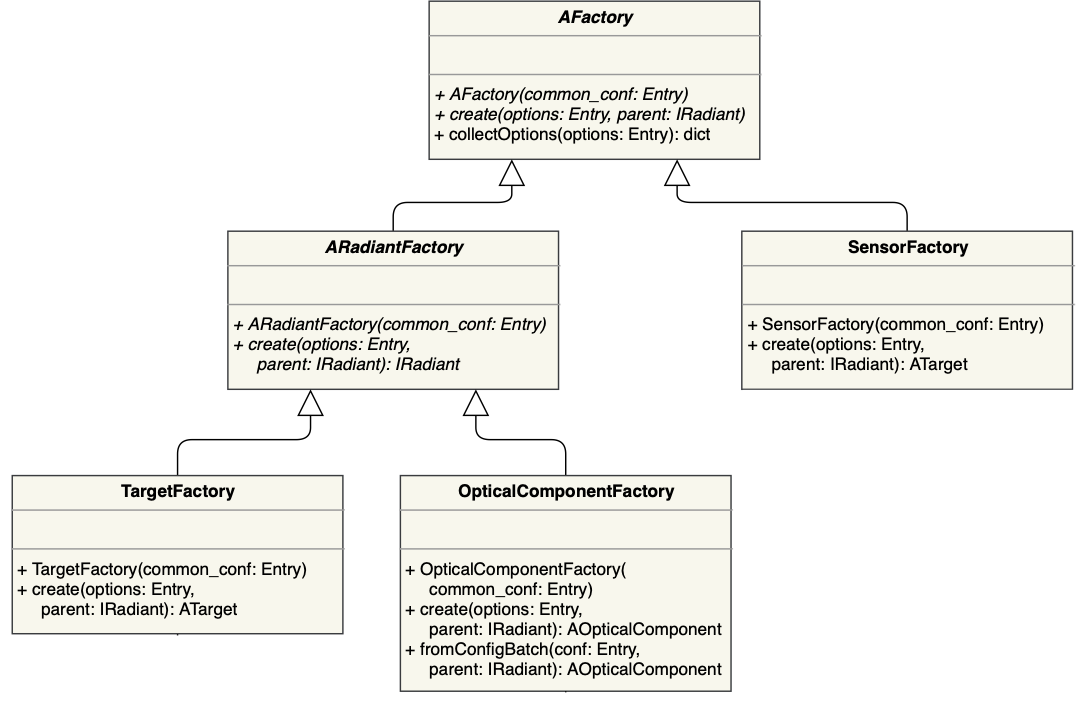 AFactory
+ AFactory(common_conf: Entry)
+ create(options: Entry, parent: IRadiant)
+ collectOptions(options: Entry): dict
ARadiantFactory
+ ARadiantFactory(common_conf: Entry)
+ create(options: Entry,
parent: IRadiant): IRadiant
SensorFactory
+ SensorFactory(common_conf: Entry)
+ create(options: Entry,
parent: IRadiant): ATarget
TargetFactory
+ TargetFactory(common_conf: Entry)
+ create(options: Entry,
parent: IRadiant): ATarget
OpticalComponentFactory
+ OpticalComponentFactory(
common_conf: Entry)
+ create(options: Entry,
parent: IRadiant): AOpticalComponent
+ fromConfigBatch(conf: Entry,
parent: IRadiant): AOpticalComponent